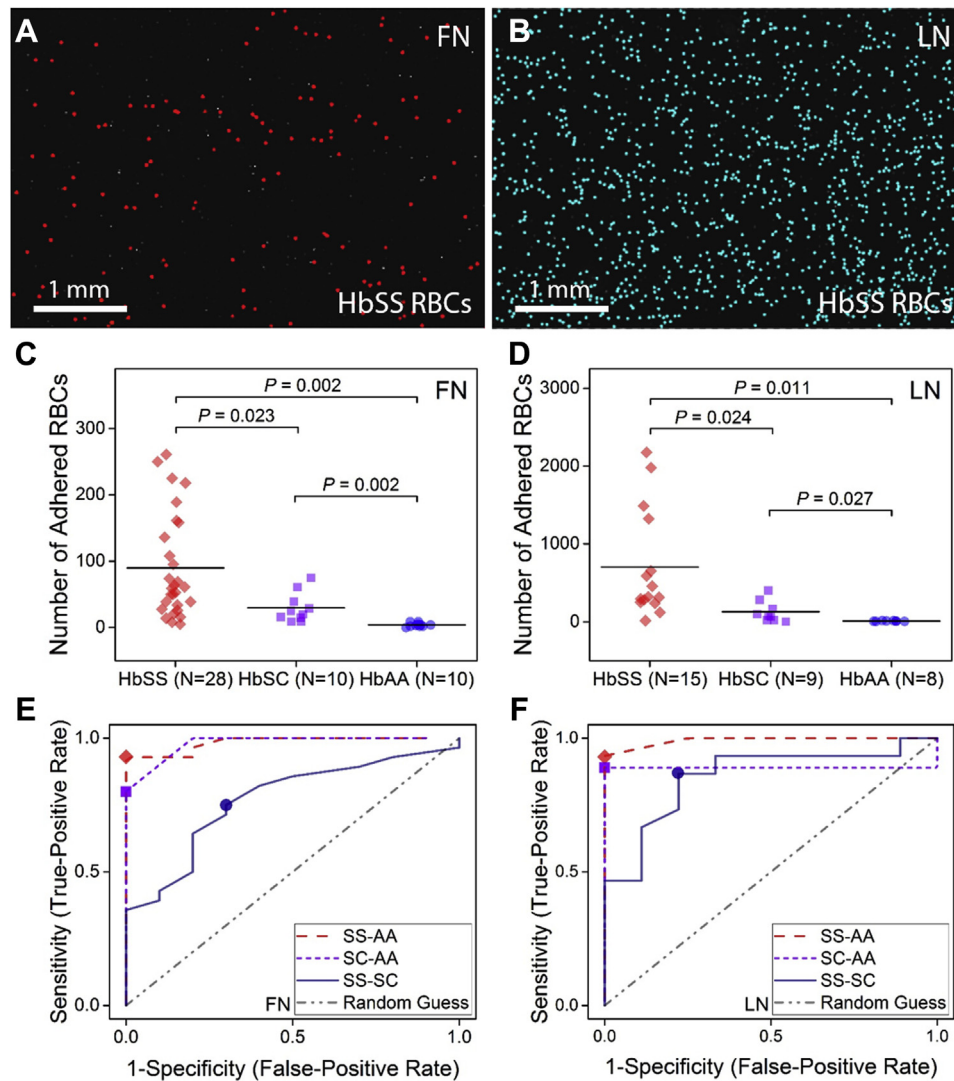 A
FN
1 mm
HbSS RBCs
B
LN
1 mm
HbSS RBCs
C
FN
P = 0.002
P = 0.023
P = 0.002
Number of Adhered RBCs
300
200
100
0
HbSS (N=28) HbSC (N=10) HbAA (N=10)
D
LN
P = 0.011
P = 0.024
P = 0.027
Number of Adhered RBCs
3000
2000
1000
0
HbSS (N=15) HbSC (N=9) HbAA (N=8)
E
Sensitivity (True-Positive Rate)
1.0
0.5
0.0
SS-AA
SC-AA
SS-SC
Random Guess
FN
0.0 0.5 1.0
1-Specificity (False-Positive Rate)
F
Sensitivity (True-Positive Rate)
1.0
0.5
0.0
SS-AA
SC-AA
SS-SC
Random Guess
LN
0.0 0.5 1.0
1-Specificity (False-Positive Rate)